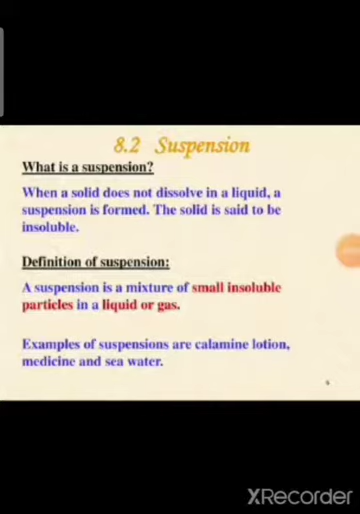 8.2 Suspension
What is a suspension?
When a solid does not dissolve in a liquid, a
suspension is formed. The solid is said to be
insoluble.
Definition of suspension:
A suspension is a mixture of small insoluble
particles in a liquid or gas.
Examples of suspensions are calamine lotion,
medicine and sea water.
XRecorder